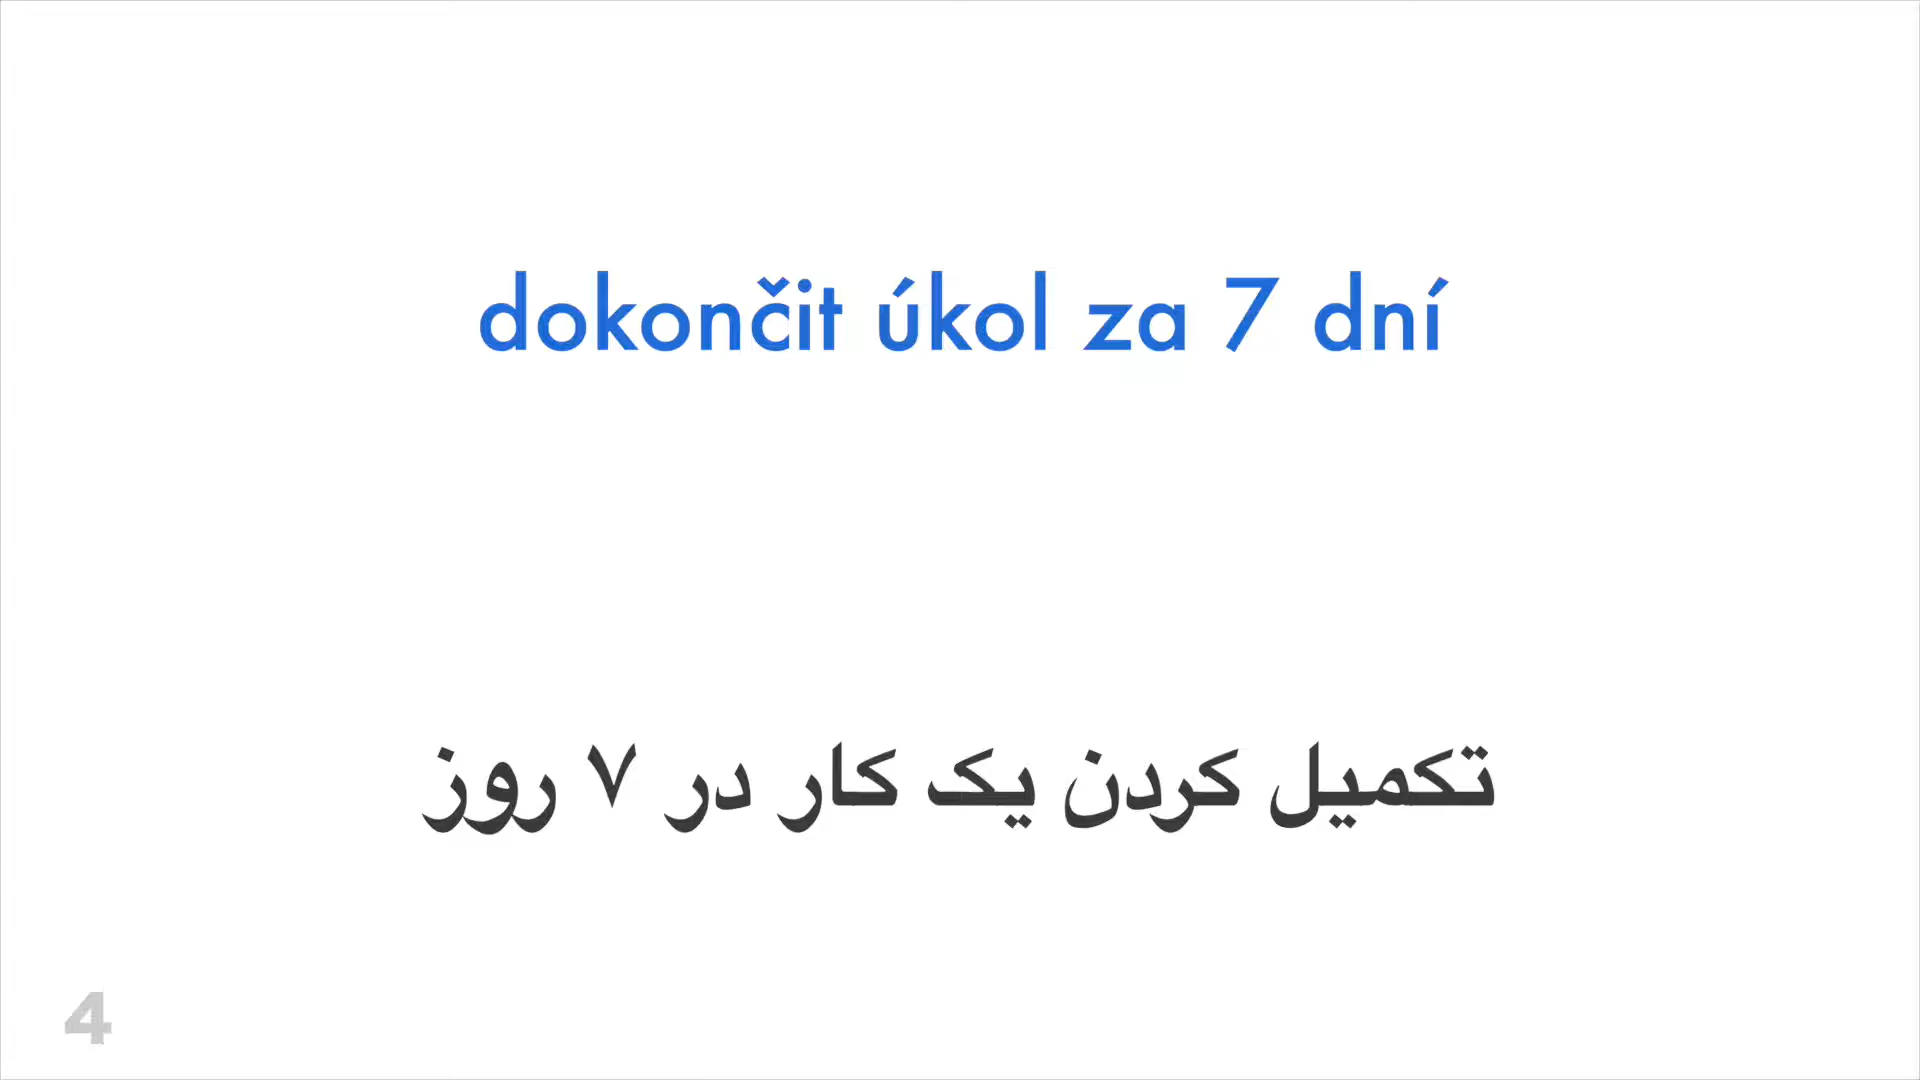 dokončit úkol za 7 dní
تکمیل کردن یک کار در ۷ روز
4